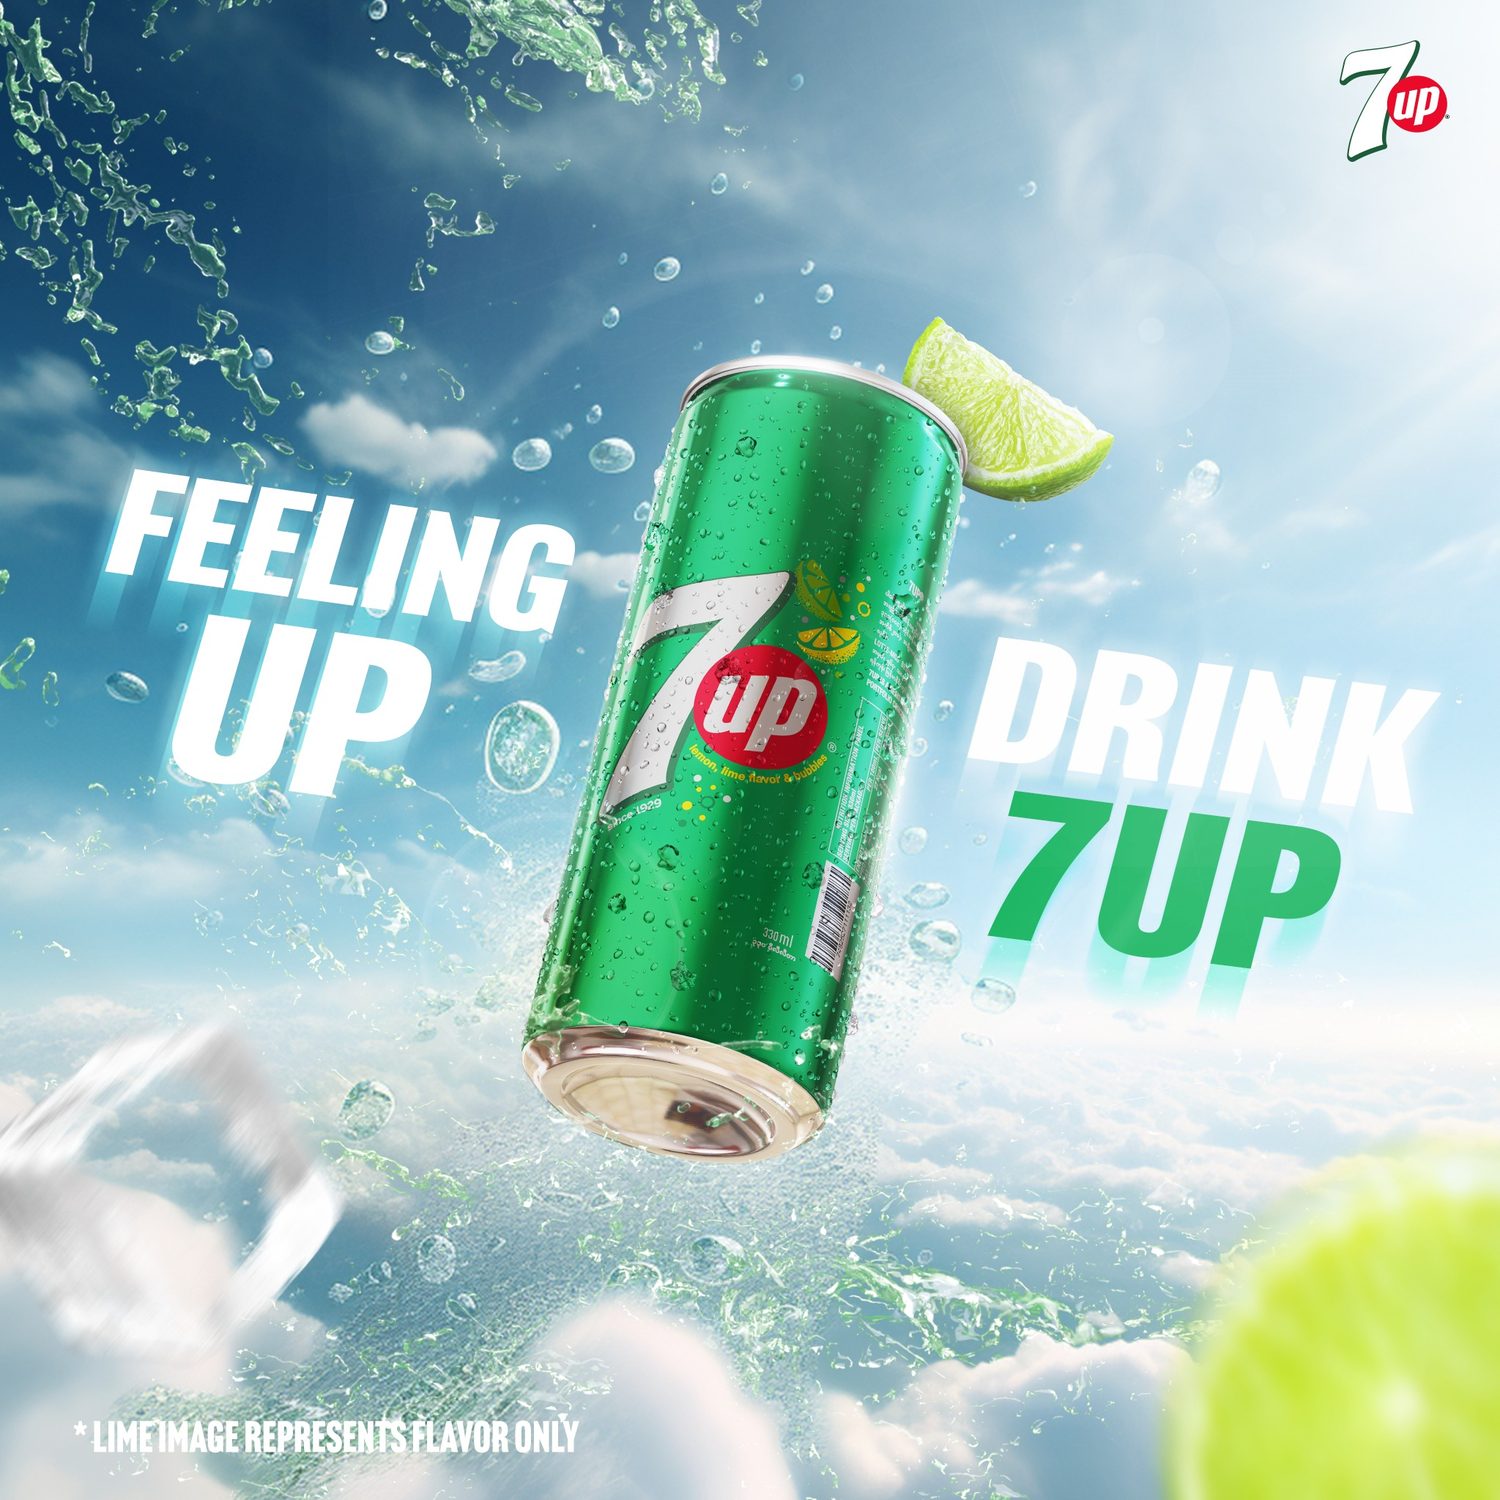 7up
FEELING
UP
DRINK
7UP
7
up
lemon, lime flavor & bubbles
since 1929
330ml
* LIME IMAGE REPRESENTS FLAVOR ONLY